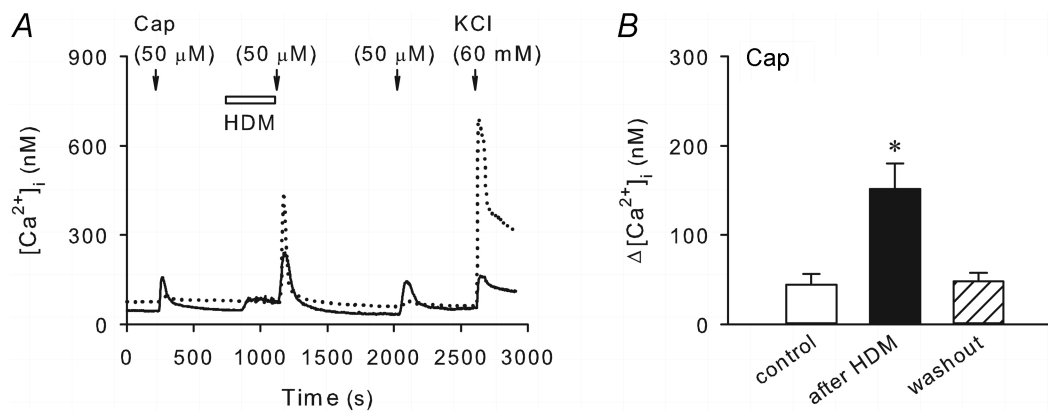 A
Cap
(50 μM)
(50 μM)
(50 μM)
KCl
(60 mM)
HDM
900
600
300
0
[Ca²⁺]ᵢ (nM)
0
500
1000
1500
2000
2500
3000
Time (s)
B
Cap
300
200
100
0
Δ[Ca²⁺]ᵢ (nM)
*
control
after HDM
washout